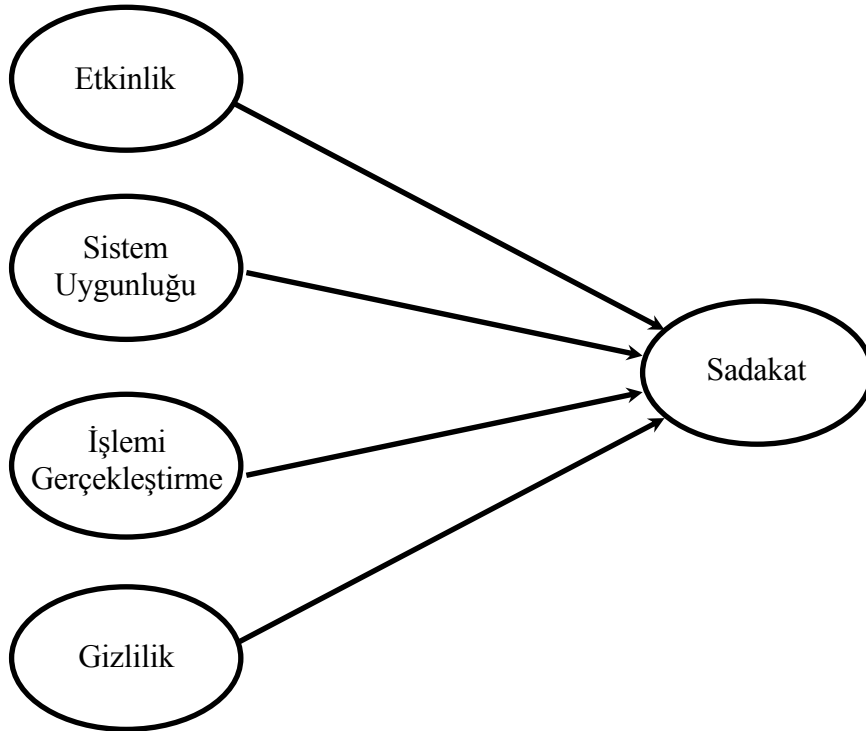 Etkinlik
Sistem
Uygunluğu
İşlemi
Gerçekleştirme
Gizlilik
Sadakat